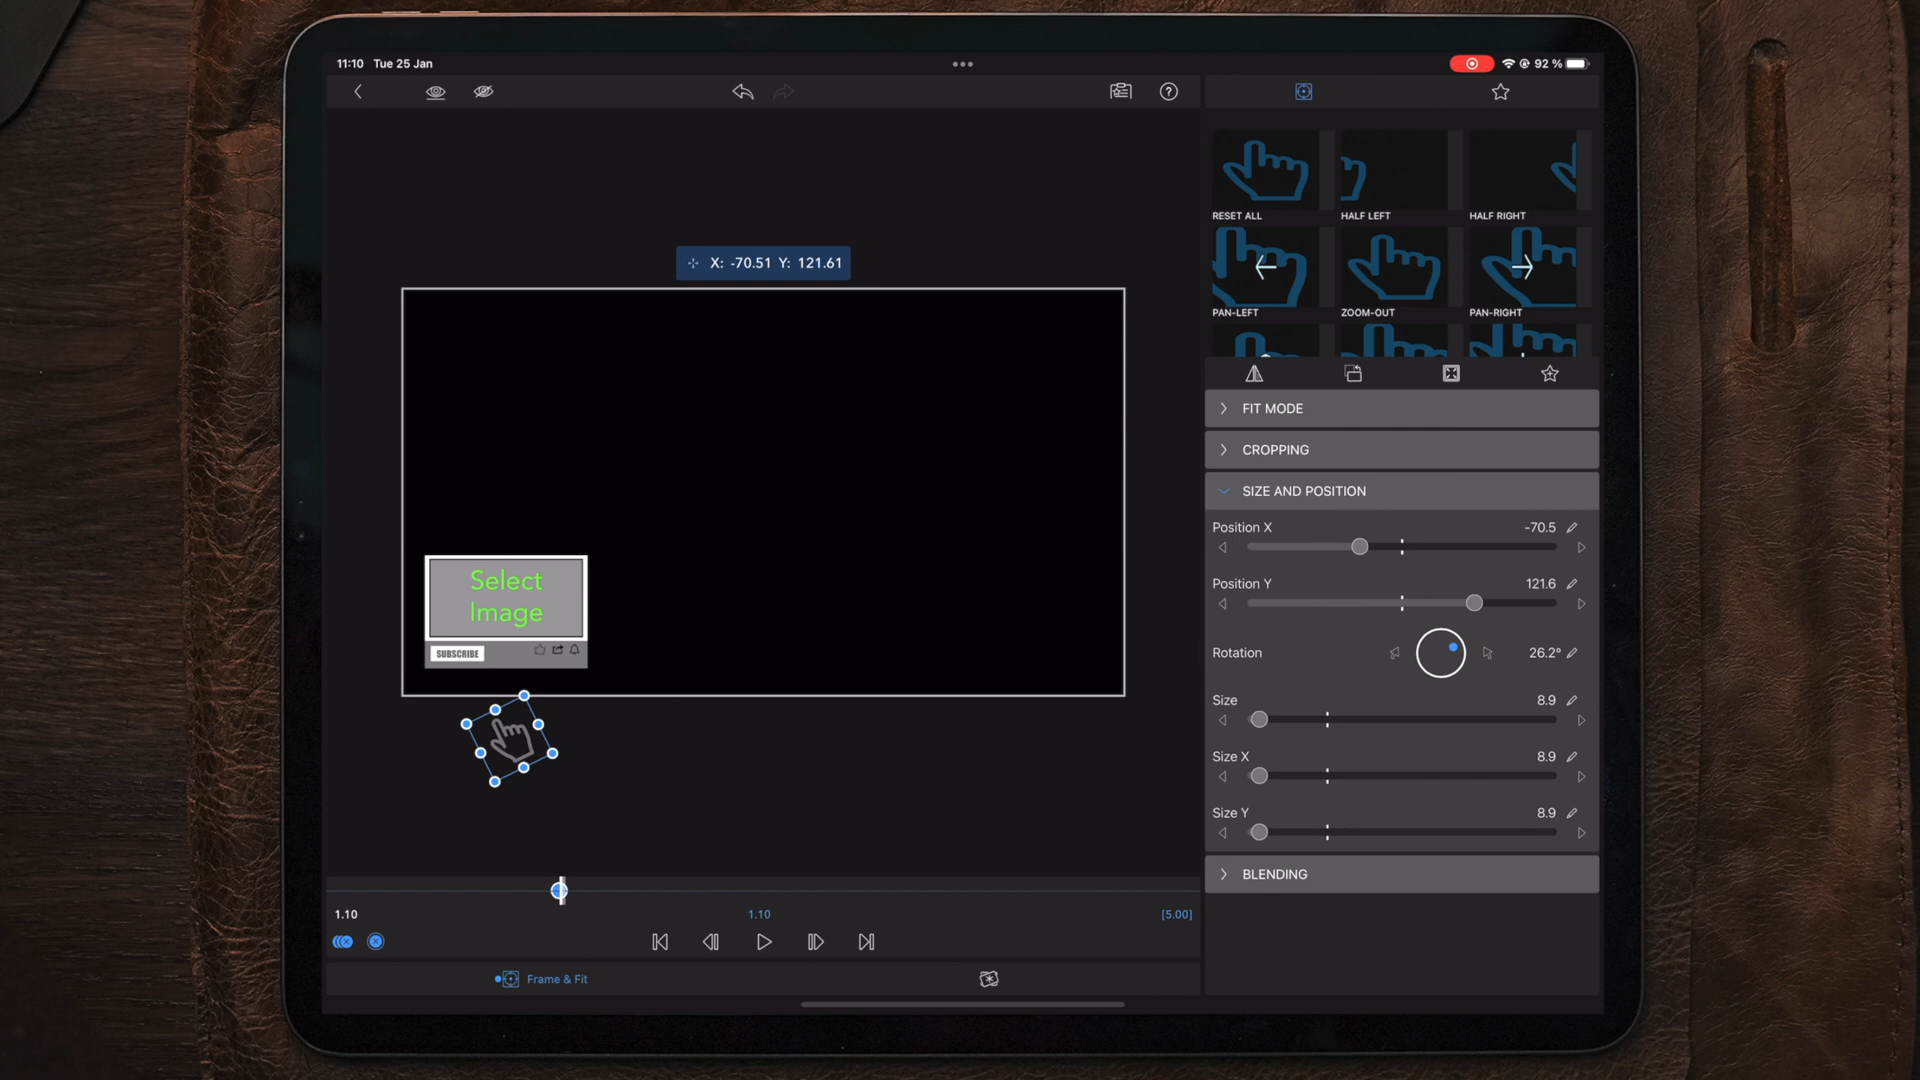 11:10 Tue 25 Jan
92 %
X: -70.51 Y: 121.61
RESET ALL
HALF LEFT
HALF RIGHT
PAN-LEFT
ZOOM-OUT
PAN-RIGHT
FIT MODE
CROPPING
SIZE AND POSITION
Position X -70.5
Position Y 121.6
Rotation 26.2°
Size 8.9
Size X 8.9
Size Y 8.9
BLENDING
Select
Image
SUBSCRIBE
1.10
1.10
[5.00]
Frame & Fit